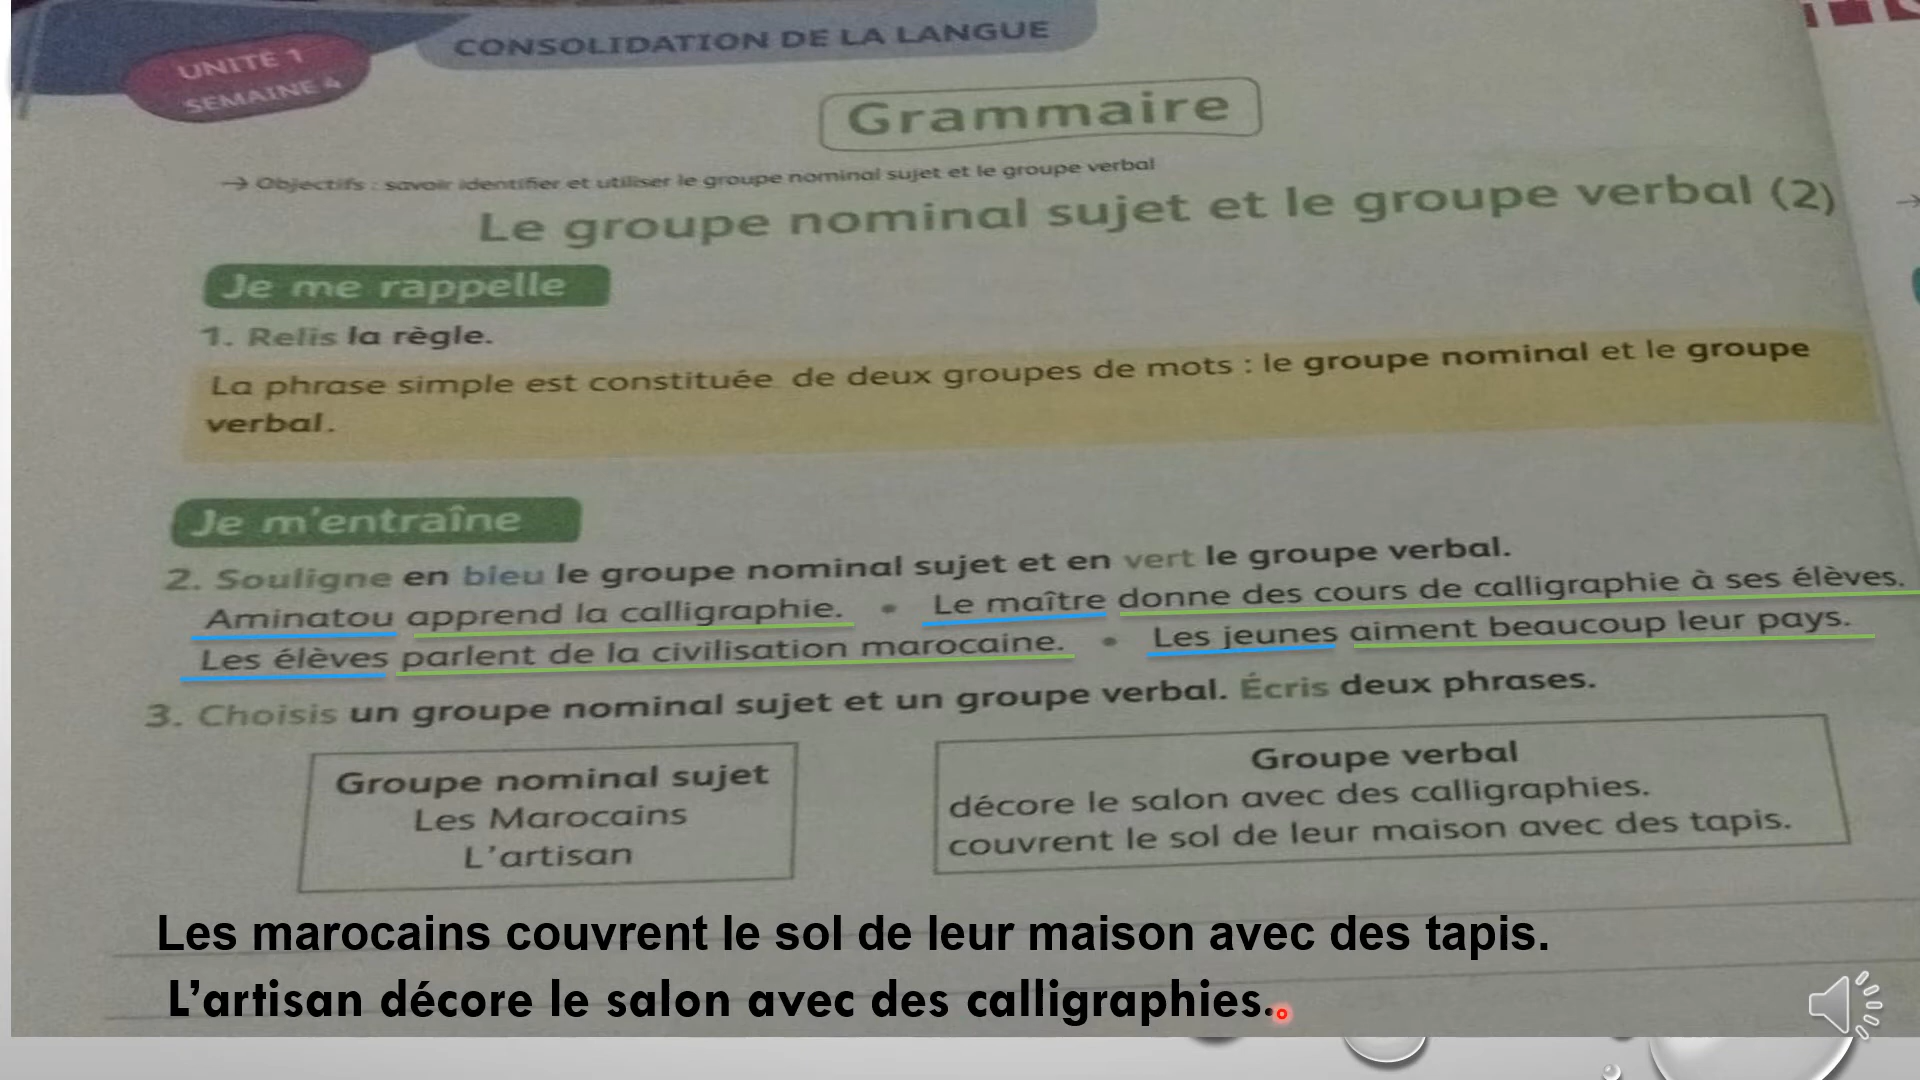 UNITÉ 1
SEMAINE 4
CONSOLIDATION DE LA LANGUE
Grammaire
→ Objectifs : savoir identifier et utiliser le groupe nominal sujet et le groupe verbal
Le groupe nominal sujet et le groupe verbal (2)
Je me rappelle
1. Relis la règle.
La phrase simple est constituée de deux groupes de mots : le groupe nominal et le groupe
verbal.
Je m'entraîne
2. Souligne en bleu le groupe nominal sujet et en vert le groupe verbal.
Aminatou apprend la calligraphie. • Le maître donne des cours de calligraphie à ses élèves.
Les élèves parlent de la civilisation marocaine. • Les jeunes aiment beaucoup leur pays.
3. Choisis un groupe nominal sujet et un groupe verbal. Écris deux phrases.
Groupe nominal sujet
Les Marocains
L'artisan
Groupe verbal
décore le salon avec des calligraphies.
couvrent le sol de leur maison avec des tapis.
Les marocains couvrent le sol de leur maison avec des tapis.
L'artisan décore le salon avec des calligraphies.